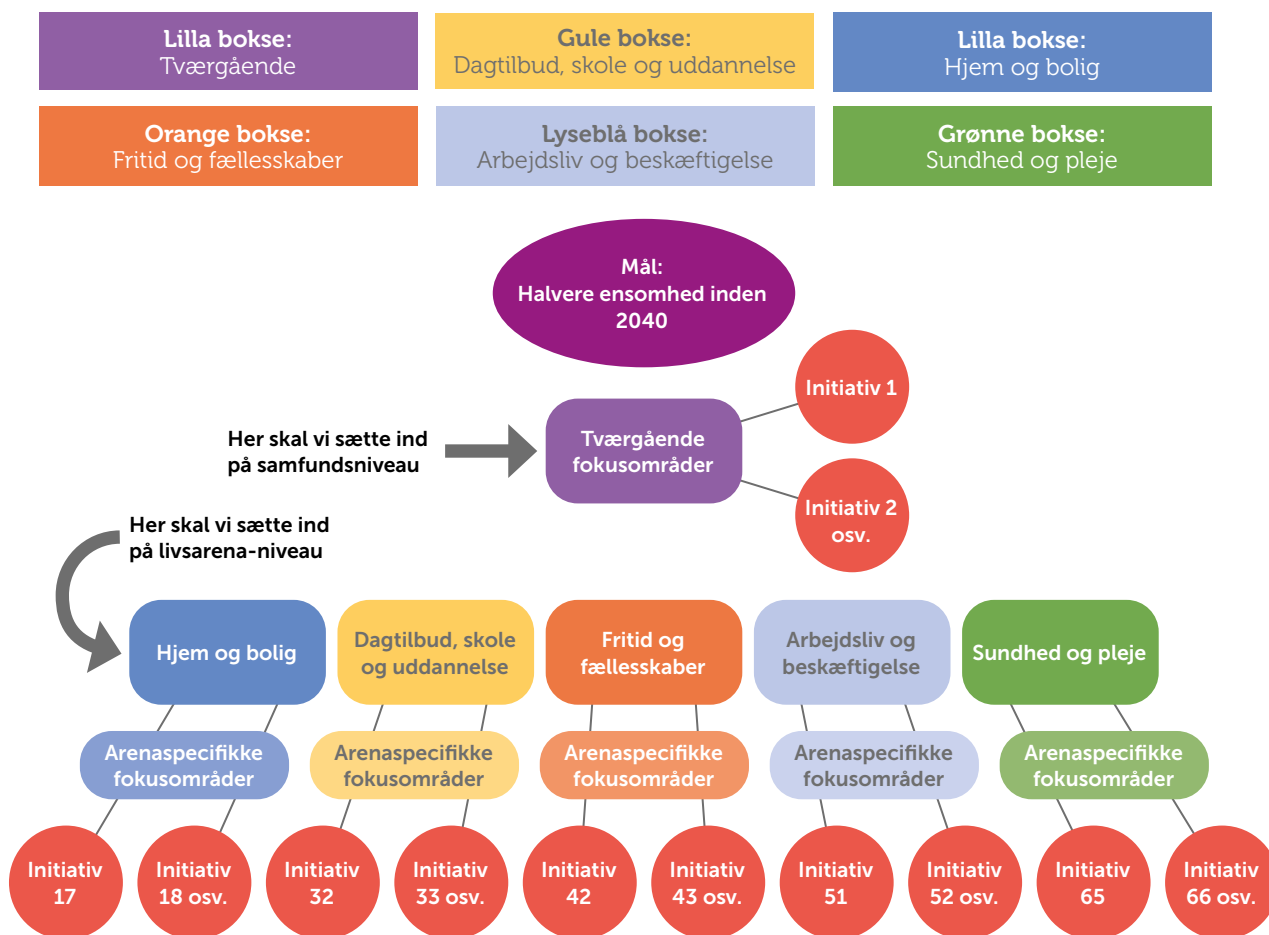 Lilla bokse:
Tværgående
Gule bokse:
Dagtilbud, skole og uddannelse
Lilla bokse:
Hjem og bolig
Orange bokse:
Fritid og fællesskaber
Lyseblå bokse:
Arbejdsliv og beskæftigelse
Grønne bokse:
Sundhed og pleje
Mål:
Halvere ensomhed inden
2040
Initiativ 1
Her skal vi sætte ind
på samfundsniveau
Tværgående
fokusområder
Initiativ 2
osv.
Her skal vi sætte ind
på livsarena-niveau
Hjem og bolig
Dagtilbud, skole
og uddannelse
Fritid og
fællesskaber
Arbejdsliv og
beskæftigelse
Sundhed og pleje
Arenaspecifikke
fokusområder
Arenaspecifikke
fokusområder
Arenaspecifikke
fokusområder
Arenaspecifikke
fokusområder
Arenaspecifikke
fokusområder
Initiativ
17
Initiativ
18 osv.
Initiativ
32
Initiativ
33 osv.
Initiativ
42
Initiativ
43 osv.
Initiativ
51
Initiativ
52 osv.
Initiativ
65
Initiativ
66 osv.